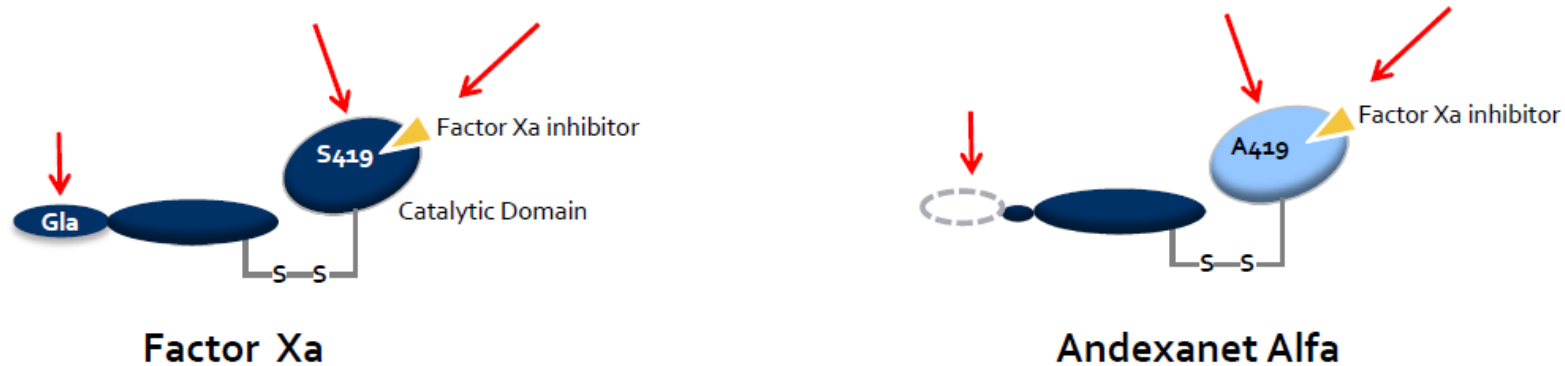 Factor Xa inhibitor
S419
Catalytic Domain
Gla
S S
Factor Xa
Factor Xa inhibitor
A419
S S
Andexanet Alfa